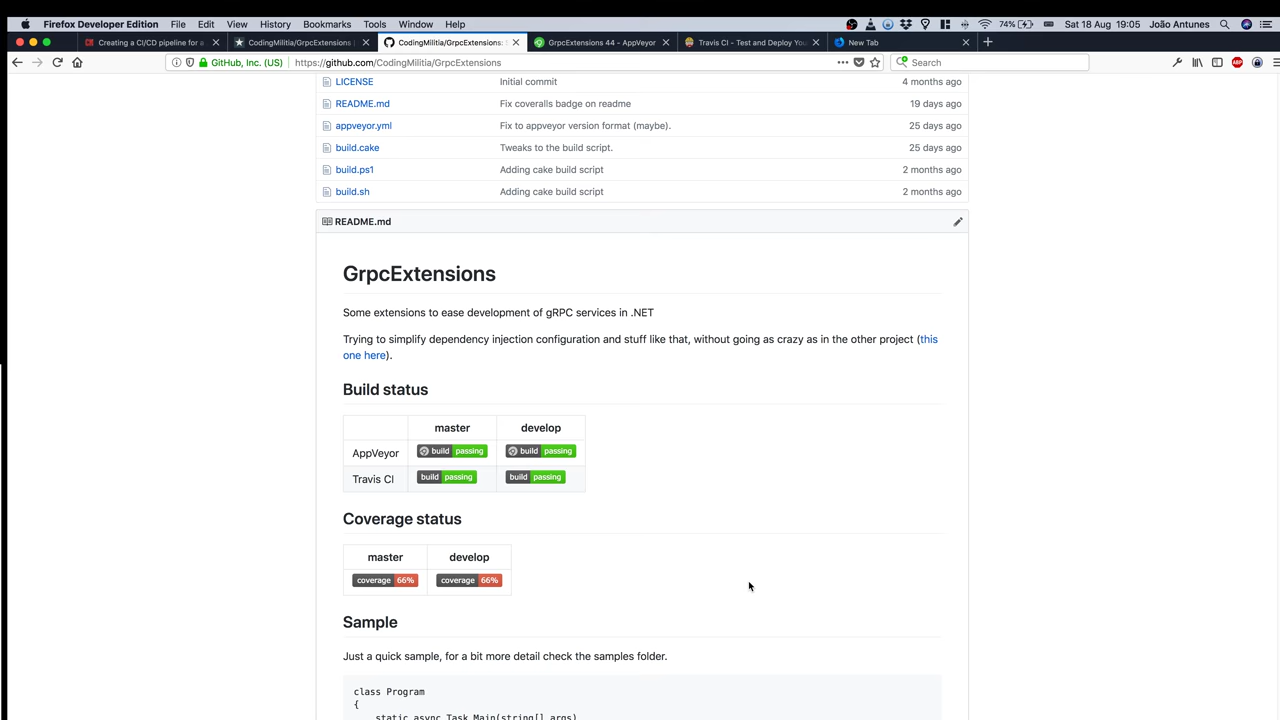 Firefox Developer Edition File Edit View History Bookmarks Tools Window Help 74% Sat 18 Aug 19:05 João Antunes
Creating a CI/CD pipeline for a CodingMilitia/GrpcExtensions CodingMilitia/GrpcExtensions: GrpcExtensions 44 - AppVeyor Travis CI - Test and Deploy You New Tab
GitHub, Inc. (US) https://github.com/CodingMilitia/GrpcExtensions Search
LICENSE Initial commit 4 months ago
README.md Fix coveralls badge on readme 19 days ago
appveyor.yml Fix to appveyor version format (maybe). 25 days ago
build.cake Tweaks to the build script. 25 days ago
build.ps1 Adding cake build script 2 months ago
build.sh Adding cake build script 2 months ago
README.md
GrpcExtensions
Some extensions to ease development of gRPC services in .NET
Trying to simplify dependency injection configuration and stuff like that, without going as crazy as in the other project (this
one here).
Build status
master develop
AppVeyor build passing build passing
Travis CI build passing build passing
Coverage status
master develop
coverage 66% coverage 66%
Sample
Just a quick sample, for a bit more detail check the samples folder.
class Program
{
static async Task Main(string[] args)